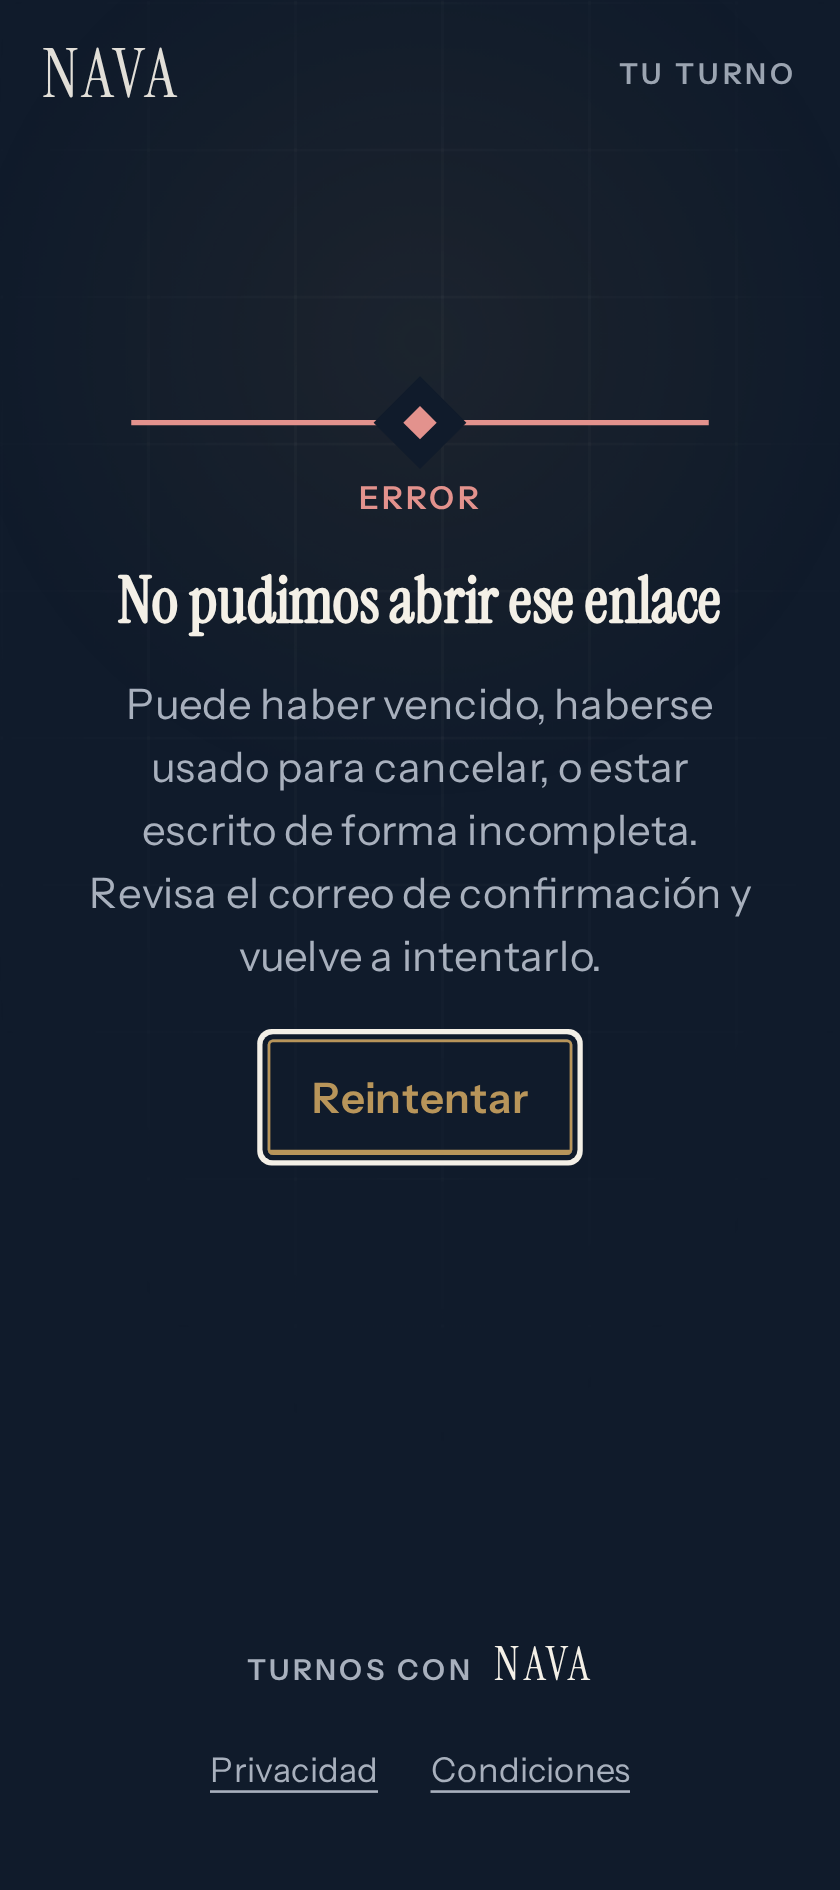 NAVA
TU TURNO
ERROR
No pudimos abrir ese enlace
Puede haber vencido, haberse
usado para cancelar, o estar
escrito de forma incompleta.
Revisa el correo de confirmación y
vuelve a intentarlo.
Reintentar
TURNOS CON NAVA
Privacidad
Condiciones